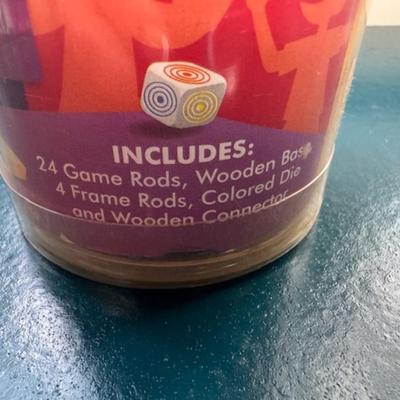 INCLUDES:
24 Game Rods, Wooden Base,
4 Frame Rods, Colored Die
and Wooden Connector